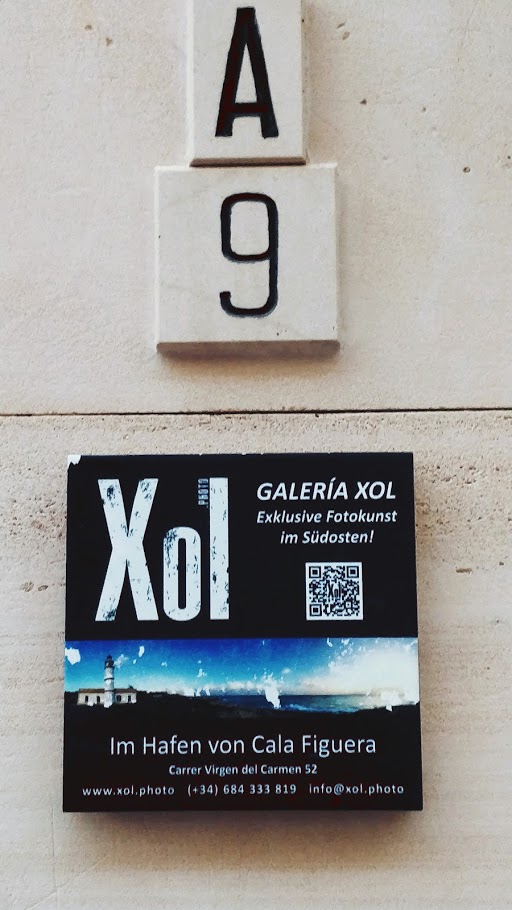 A
9
Xol
PHOTO
GALERÍA XOL
Exklusive Fotokunst
im Südosten!
Xol
Im Hafen von Cala Figuera
Carrer Virgen del Carmen 52
www.xol.photo (+34) 684 333 819 info@xol.photo